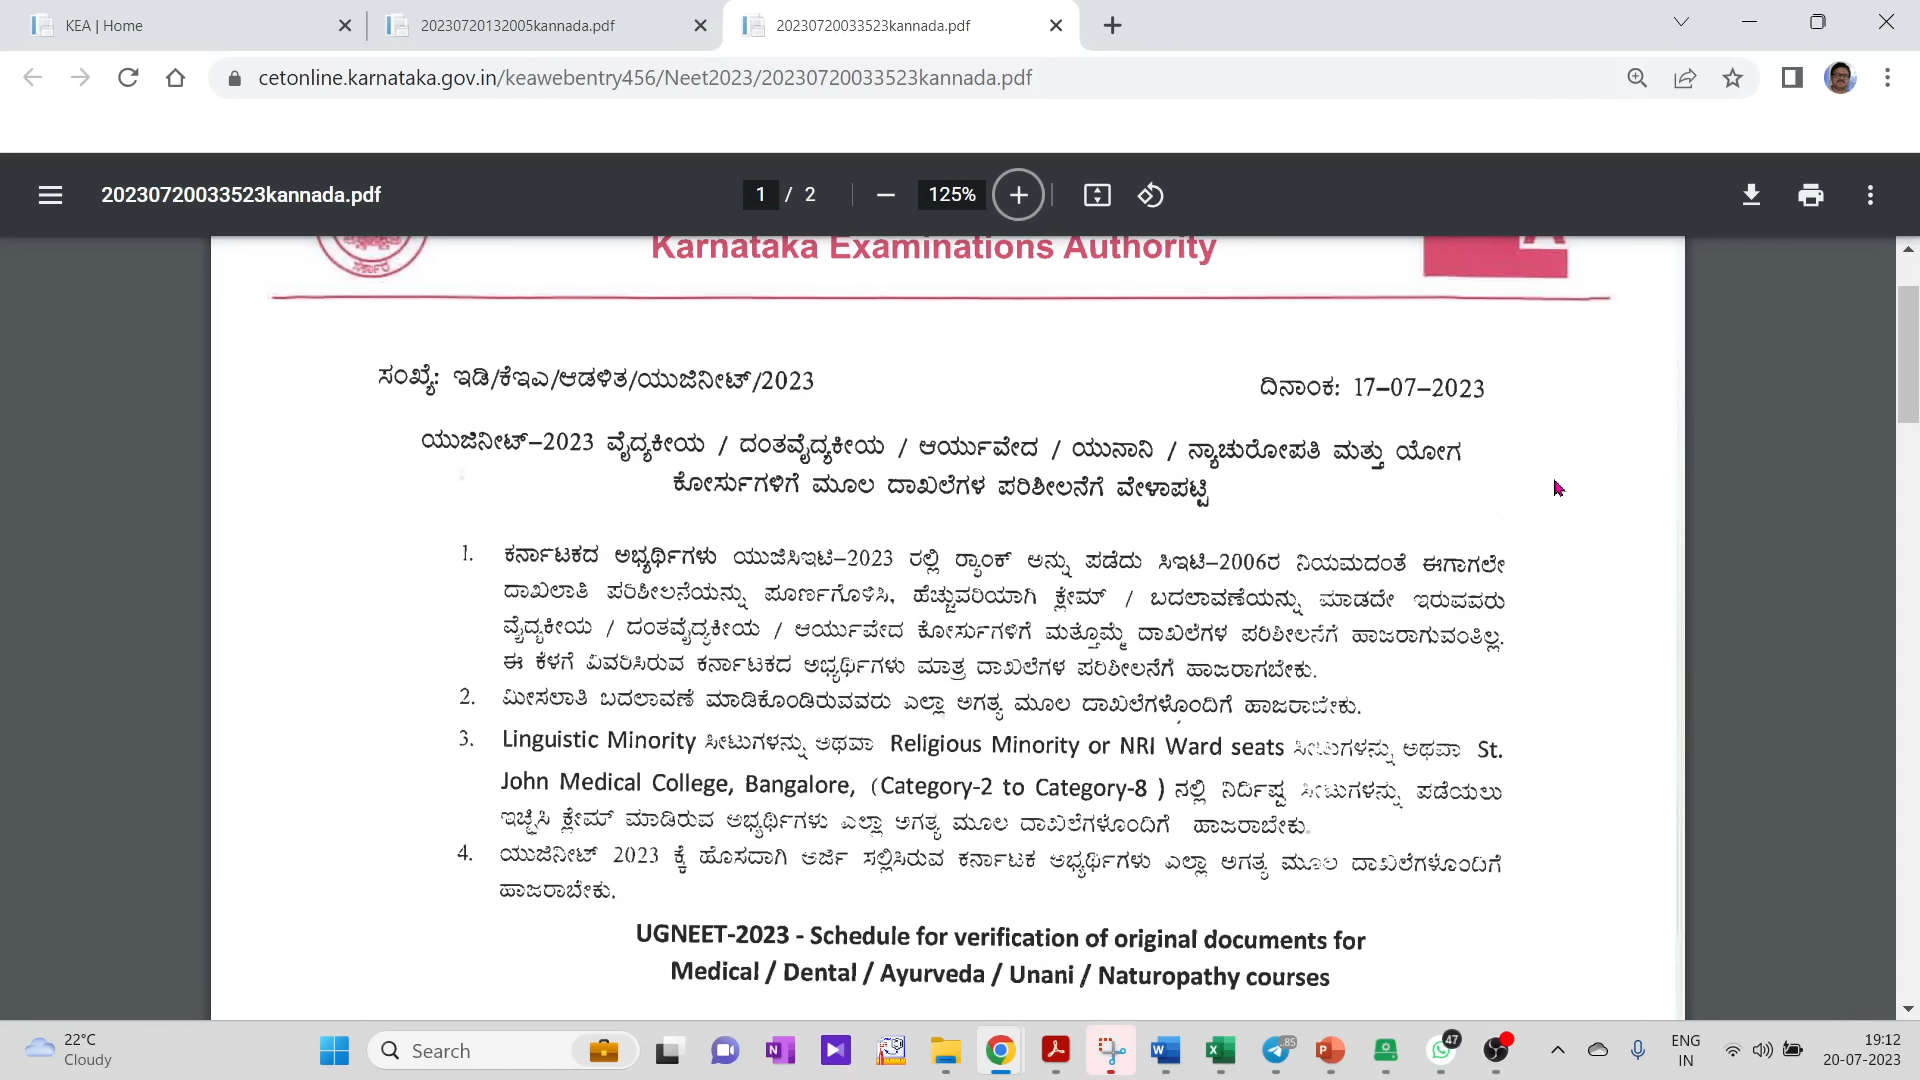 KEA | Home
20230720132005kannada.pdf
20230720033523kannada.pdf
cetonline.karnataka.gov.in/keawebentry456/Neet2023/20230720033523kannada.pdf
20230720033523kannada.pdf
1 / 2
125%
ಸರ್ಕಾರ
Karnataka Examinations Authority
ಸಂಖ್ಯೆ: ಇಡಿ/ಕೆಇಎ/ಆಡಳಿತ/ಯುಜಿನೀಟ್/2023
ದಿನಾಂಕ: 17-07-2023
ಯುಜಿನೀಟ್-2023 ವೈದ್ಯಕೀಯ / ದಂತವೈದ್ಯಕೀಯ / ಆರ್ಯುವೇದ / ಯುನಾನಿ / ನ್ಯಾಚುರೋಪತಿ ಮತ್ತು ಯೋಗ
ಕೋರ್ಸುಗಳಿಗೆ ಮೂಲ ದಾಖಲೆಗಳ ಪರಿಶೀಲನೆಗೆ ವೇಳಾಪಟ್ಟಿ
1. ಕರ್ನಾಟಕದ ಅಭ್ಯರ್ಥಿಗಳು ಯುಜಿಸಿಇಟಿ-2023 ರಲ್ಲಿ ರ‍್ಯಾಂಕ್ ಅನ್ನು ಪಡೆದು ಸಿಇಟಿ-2006ರ ನಿಯಮದಂತೆ ಈಗಾಗಲೇ
ದಾಖಲಾತಿ ಪರಿಶೀಲನೆಯನ್ನು ಪೂರ್ಣಗೊಳಿಸಿ, ಹೆಚ್ಚುವರಿಯಾಗಿ ಕ್ಲೇಮ್ / ಬದಲಾವಣೆಯನ್ನು ಮಾಡದೇ ಇರುವವರು
ವೈದ್ಯಕೀಯ / ದಂತವೈದ್ಯಕೀಯ / ಆರ್ಯುವೇದ ಕೋರ್ಸುಗಳಿಗೆ ಮತ್ತೊಮ್ಮೆ ದಾಖಲೆಗಳ ಪರಿಶೀಲನೆಗೆ ಹಾಜರಾಗುವಂತಿಲ್ಲ.
ಈ ಕೆಳಗೆ ವಿವರಿಸಿರುವ ಕರ್ನಾಟಕದ ಅಭ್ಯರ್ಥಿಗಳು ಮಾತ್ರ ದಾಖಲೆಗಳ ಪರಿಶೀಲನೆಗೆ ಹಾಜರಾಗಬೇಕು.
2. ಮೀಸಲಾತಿ ಬದಲಾವಣೆ ಮಾಡಿಕೊಂಡಿರುವವರು ಎಲ್ಲಾ ಅಗತ್ಯ ಮೂಲ ದಾಖಲೆಗಳೊಂದಿಗೆ ಹಾಜರಾಬೇಕು.
3. Linguistic Minority ಸೀಟುಗಳನ್ನು ಅಥವಾ Religious Minority or NRI Ward seats ಸೀಟುಗಳನ್ನು ಅಥವಾ St.
John Medical College, Bangalore, (Category-2 to Category-8 ) ನಲ್ಲಿ ನಿರ್ದಿಷ್ಟ ಸೀಟುಗಳನ್ನು ಪಡೆಯಲು
ಇಚ್ಛಿಸಿ ಕ್ಲೇಮ್ ಮಾಡಿರುವ ಅಭ್ಯರ್ಥಿಗಳು ಎಲ್ಲಾ ಅಗತ್ಯ ಮೂಲ ದಾಖಲೆಗಳೊಂದಿಗೆ ಹಾಜರಾಬೇಕು.
4. ಯುಜಿನೀಟ್ 2023 ಕ್ಕೆ ಹೊಸದಾಗಿ ಅರ್ಜಿ ಸಲ್ಲಿಸಿರುವ ಕರ್ನಾಟಕ ಅಭ್ಯರ್ಥಿಗಳು ಎಲ್ಲಾ ಅಗತ್ಯ ಮೂಲ ದಾಖಲೆಗಳೊಂದಿಗೆ
ಹಾಜರಾಬೇಕು.
UGNEET-2023 - Schedule for verification of original documents for
Medical / Dental / Ayurveda / Unani / Naturopathy courses
22°C
Cloudy
Search
85
47
ENG
IN
19:12
20-07-2023